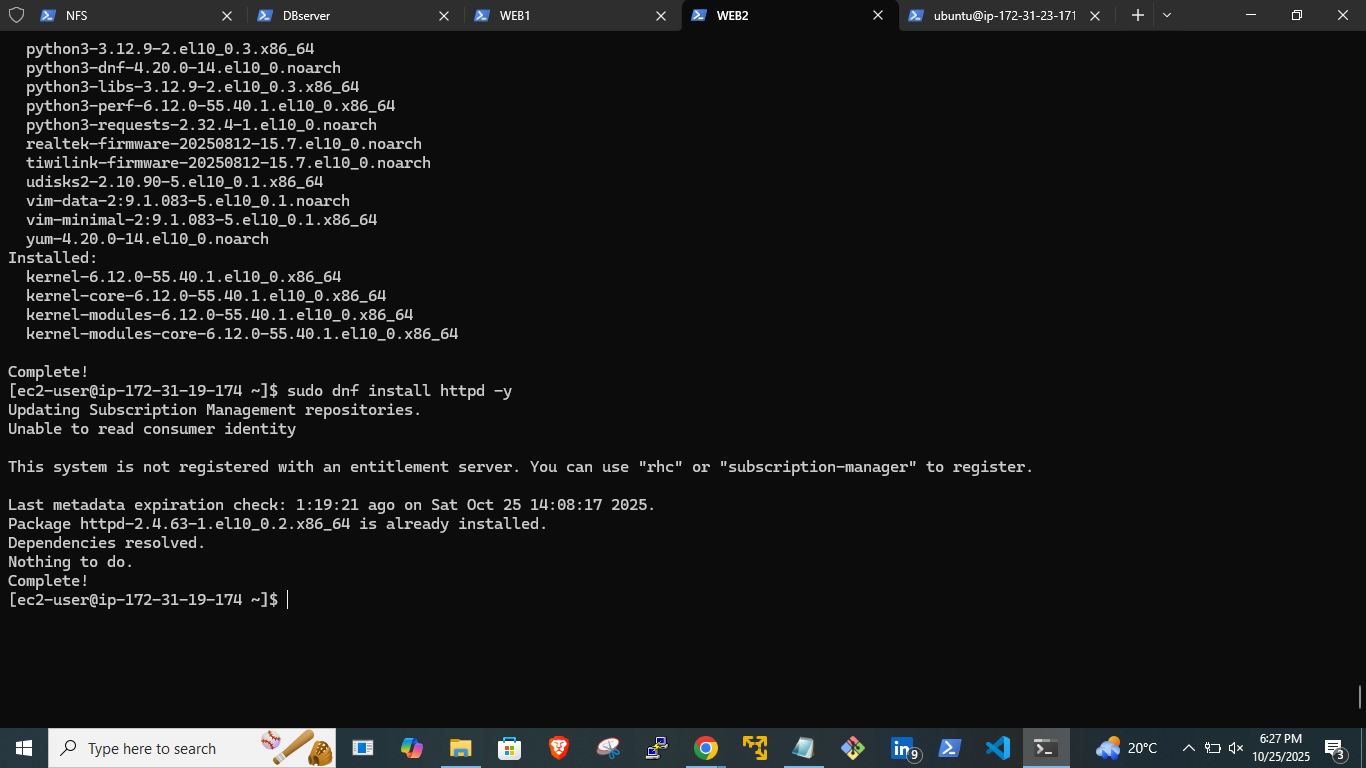 NFS
DBserver
WEB1
WEB2
ubuntu@ip-172-31-23-171
python3-3.12.9-2.el10_0.3.x86_64
python3-dnf-4.20.0-14.el10_0.noarch
python3-libs-3.12.9-2.el10_0.3.x86_64
python3-perf-6.12.0-55.40.1.el10_0.x86_64
python3-requests-2.32.4-1.el10_0.noarch
realtek-firmware-20250812-15.7.el10_0.noarch
tiwilink-firmware-20250812-15.7.el10_0.noarch
udisks2-2.10.90-5.el10_0.1.x86_64
vim-data-2:9.1.083-5.el10_0.1.noarch
vim-minimal-2:9.1.083-5.el10_0.1.x86_64
yum-4.20.0-14.el10_0.noarch
Installed:
kernel-6.12.0-55.40.1.el10_0.x86_64
kernel-core-6.12.0-55.40.1.el10_0.x86_64
kernel-modules-6.12.0-55.40.1.el10_0.x86_64
kernel-modules-core-6.12.0-55.40.1.el10_0.x86_64
Complete!
[ec2-user@ip-172-31-19-174 ~]$ sudo dnf install httpd -y
Updating Subscription Management repositories.
Unable to read consumer identity
This system is not registered with an entitlement server. You can use "rhc" or "subscription-manager" to register.
Last metadata expiration check: 1:19:21 ago on Sat Oct 25 14:08:17 2025.
Package httpd-2.4.63-1.el10_0.2.x86_64 is already installed.
Dependencies resolved.
Nothing to do.
Complete!
[ec2-user@ip-172-31-19-174 ~]$
Type here to search
9
20°C
6:27 PM
10/25/2025
3